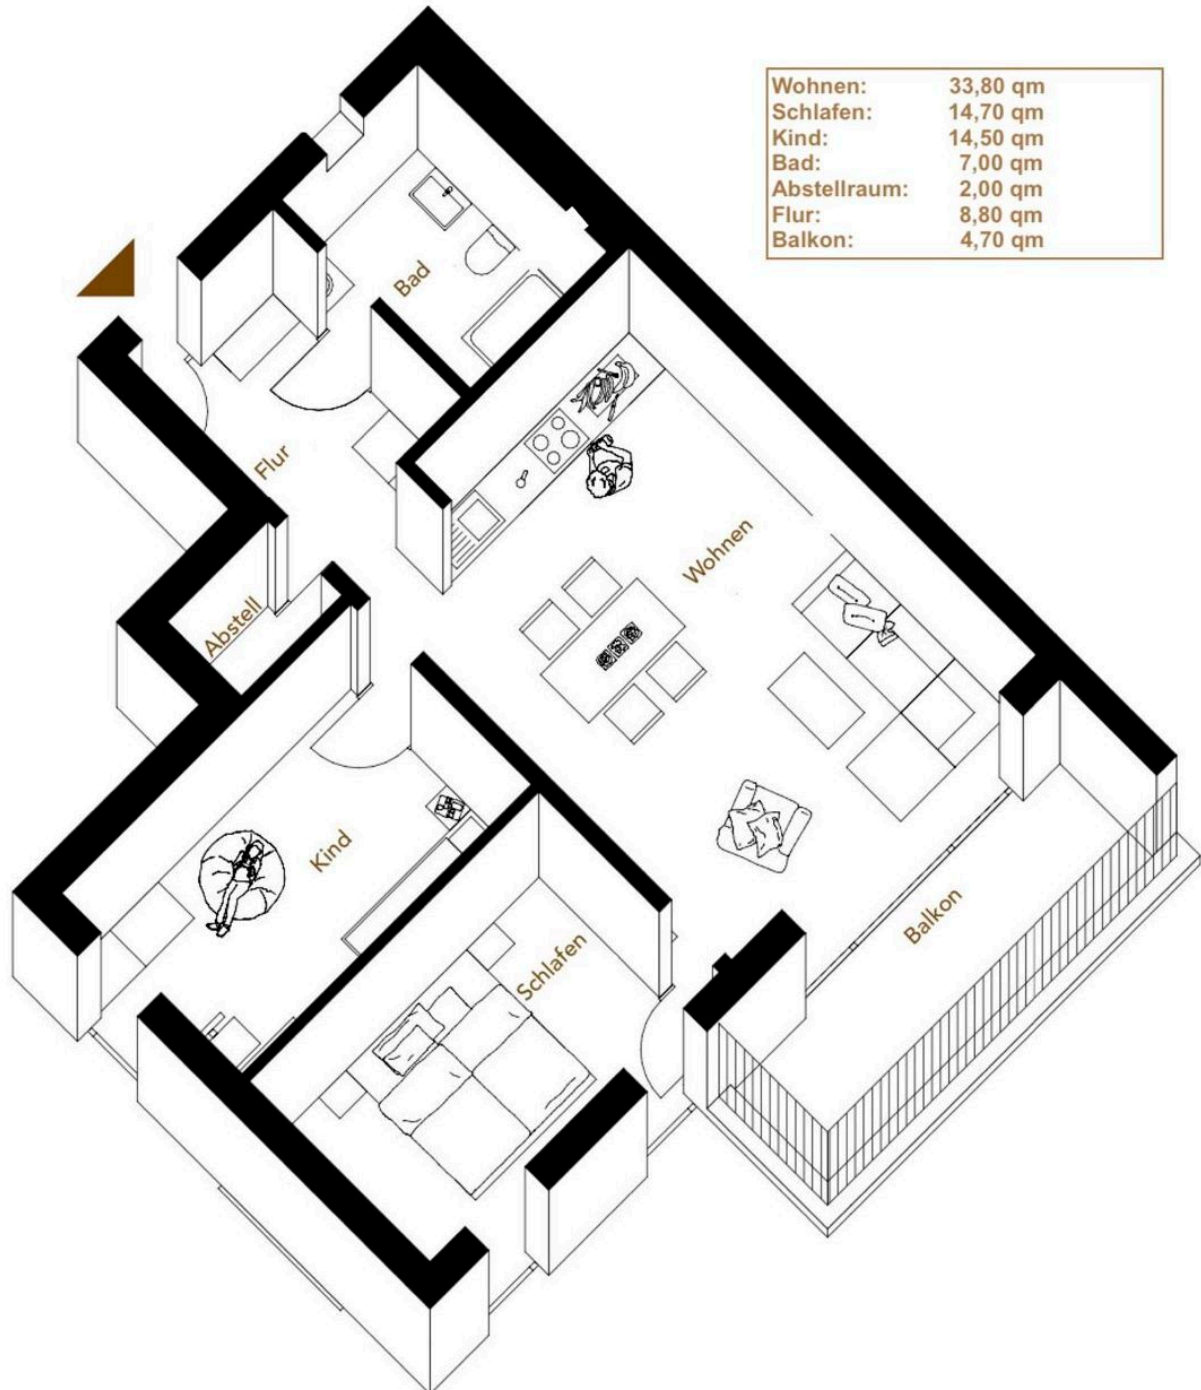 Wohnen: 33,80 qm
Schlafen: 14,70 qm
Kind: 14,50 qm
Bad: 7,00 qm
Abstellraum: 2,00 qm
Flur: 8,80 qm
Balkon: 4,70 qm
Bad
Flur
Wohnen
Abstell
Kind
Schlafen
Balkon